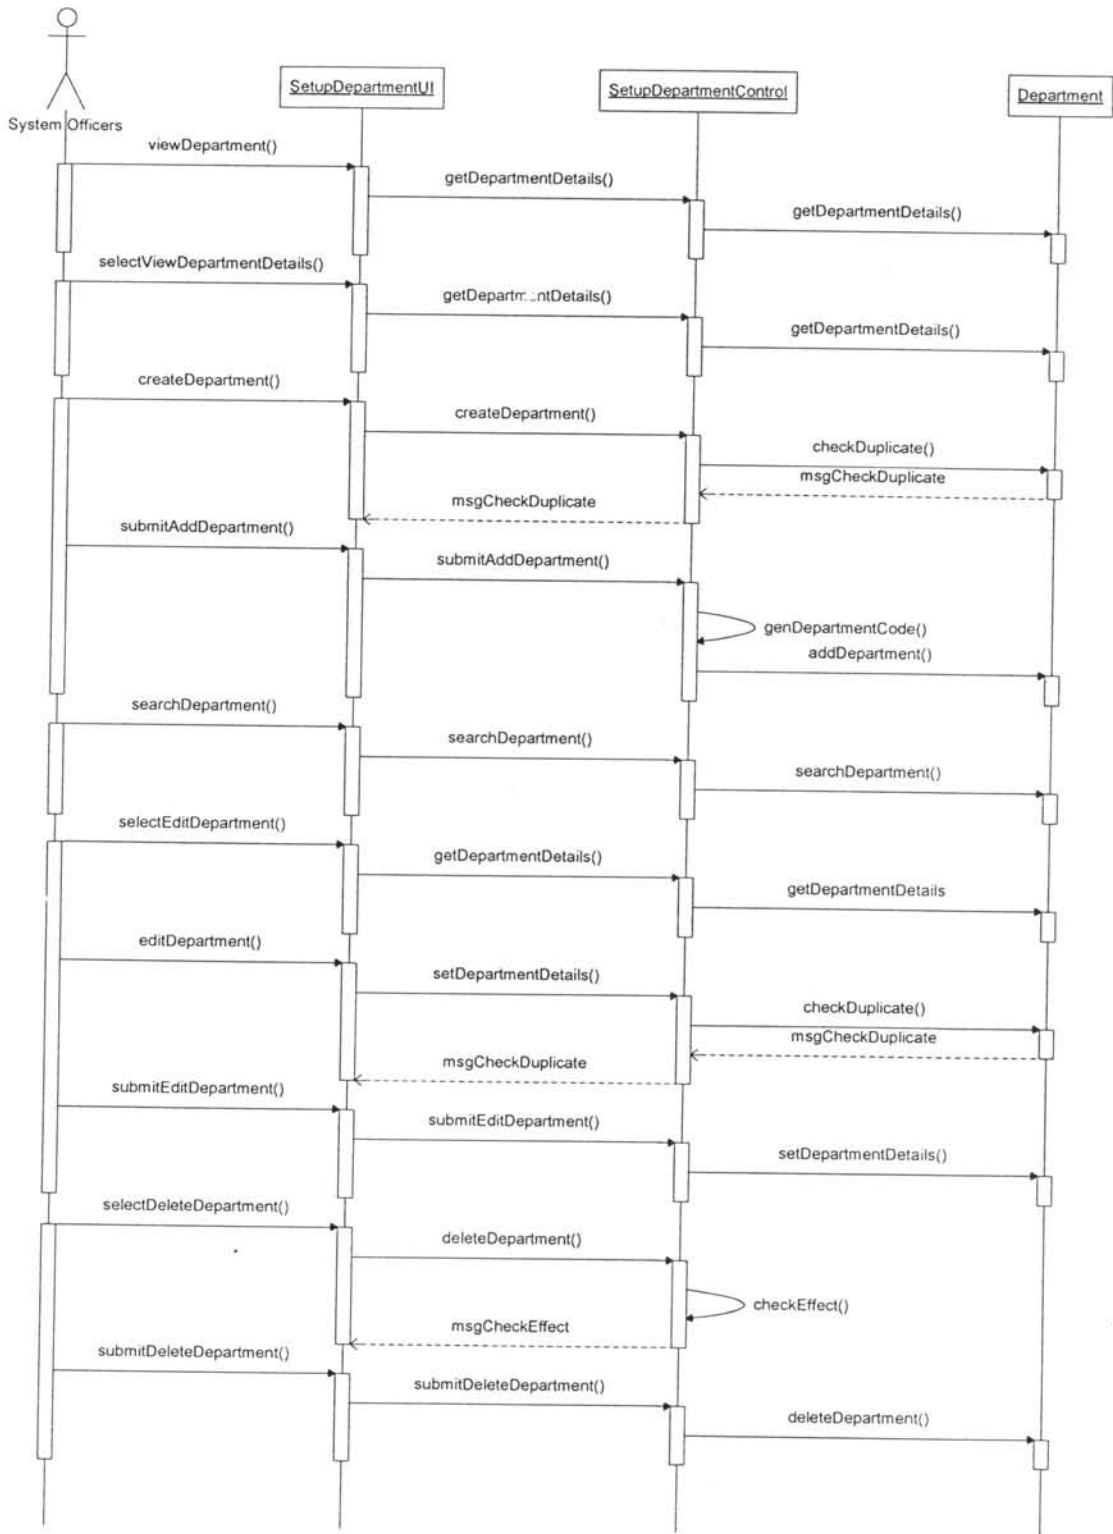 SetupDepartmentUI
SetupDepartmentControl
Department
System Officers
viewDepartment()
getDepartmentDetails()
getDepartmentDetails()
selectViewDepartmentDetails()
getDepartmentDetails()
getDepartmentDetails()
createDepartment()
createDepartment()
checkDuplicate()
msgCheckDuplicate
msgCheckDuplicate
submitAddDepartment()
submitAddDepartment()
genDepartmentCode()
addDepartment()
searchDepartment()
searchDepartment()
searchDepartment()
selectEditDepartment()
getDepartmentDetails()
getDepartmentDetails
editDepartment()
setDepartmentDetails()
checkDuplicate()
msgCheckDuplicate
msgCheckDuplicate
submitEditDepartment()
submitEditDepartment()
setDepartmentDetails()
selectDeleteDepartment()
deleteDepartment()
checkEffect()
msgCheckEffect
submitDeleteDepartment()
submitDeleteDepartment()
deleteDepartment()